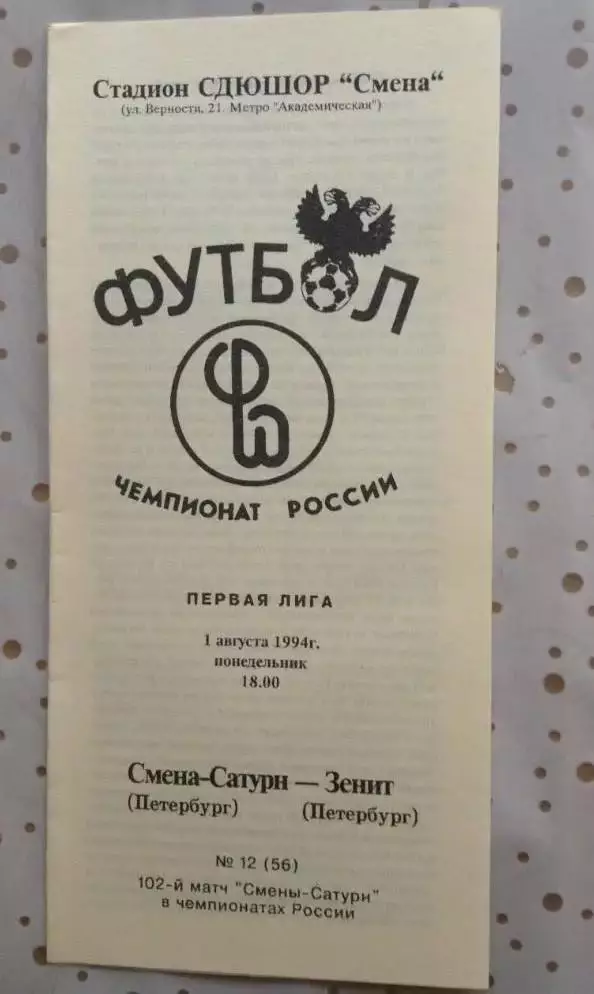 Стадион СДЮШОР “Смена“
(ул. Верности, 21. Метро "Академическая")
ФУТБОЛ
ЧЕМПИОНАТ РОССИИ
ПЕРВАЯ ЛИГА
1 августа 1994г.
понедельник
18.00
Смена-Сатурн — Зенит
(Петербург) (Петербург)
№ 12 (56)
102-й матч "Смены-Сатурн"
в чемпионатах России